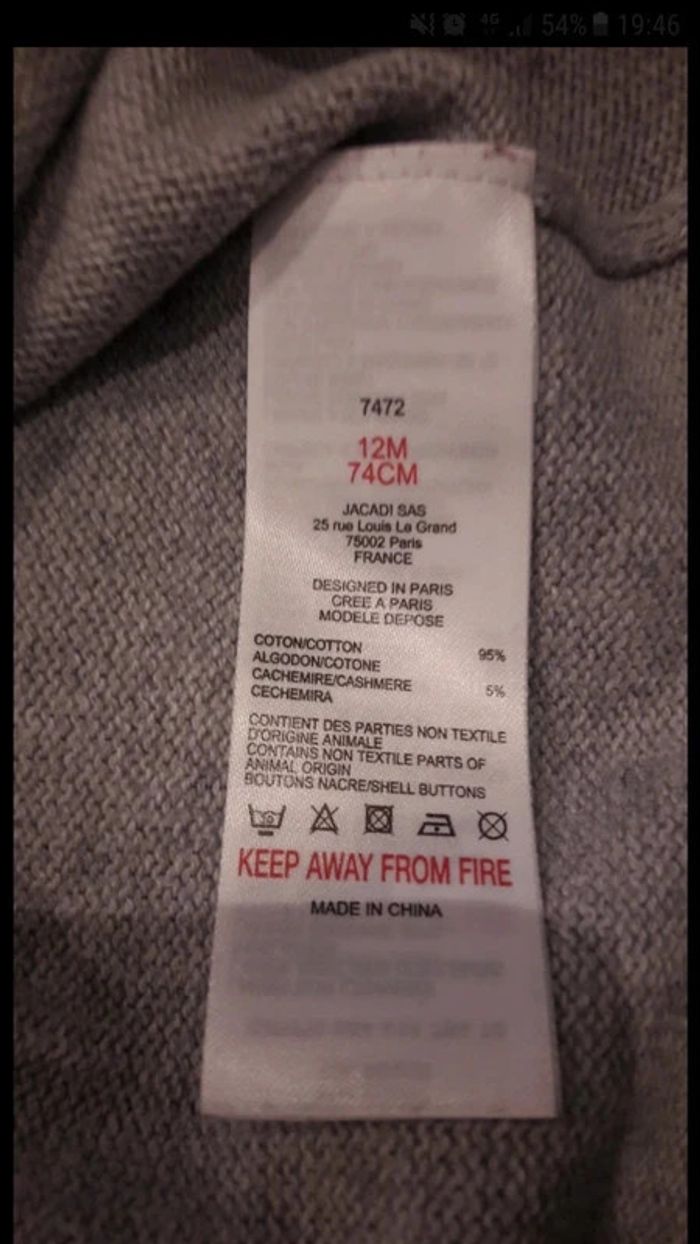 4G 54% 19:46
7472
12M
74CM
JACADI SAS
25 rue Louis Le Grand
75002 Paris
FRANCE
DESIGNED IN PARIS
CREE A PARIS
MODELE DEPOSE
COTON/COTTON 95%
ALGODON/COTONE
CACHEMIRE/CASHMERE 5%
CECHEMIRA
CONTIENT DES PARTIES NON TEXTILE
D'ORIGINE ANIMALE
CONTAINS NON TEXTILE PARTS OF
ANIMAL ORIGIN
BOUTONS NACRE/SHELL BUTTONS
KEEP AWAY FROM FIRE
MADE IN CHINA